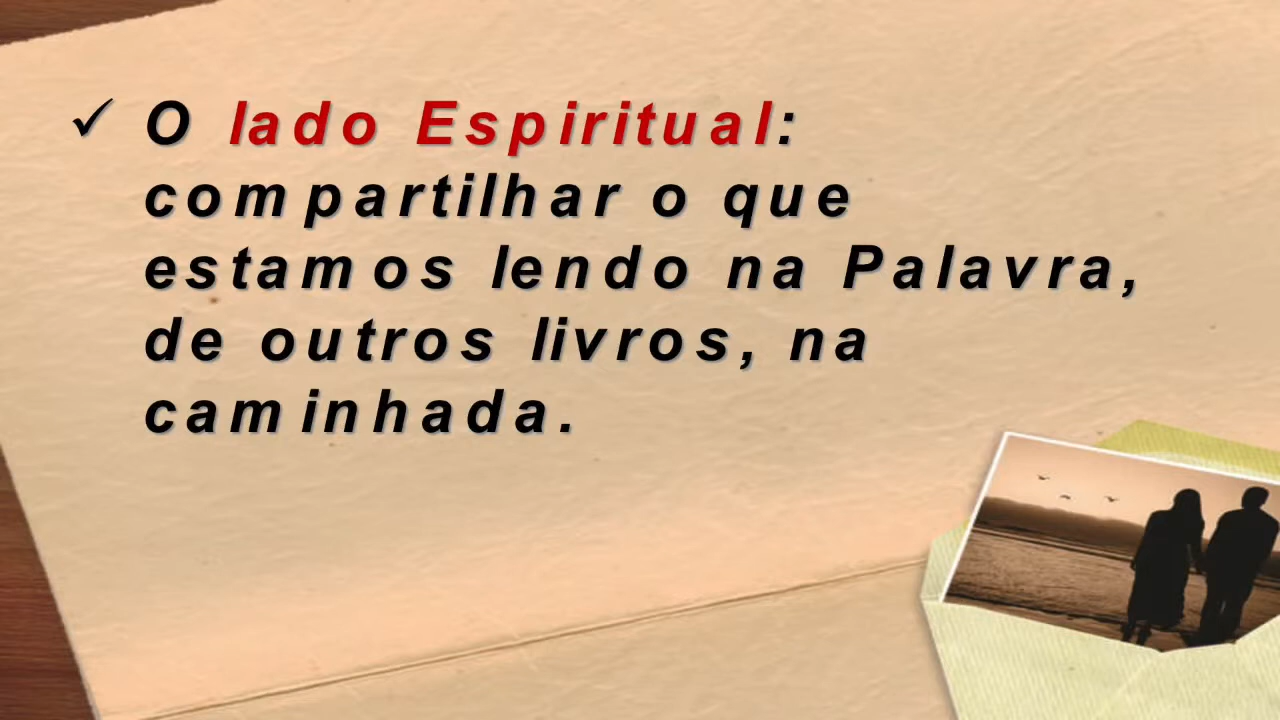 ✓ O lado Espiritual:
compartilhar o que
estamos lendo na Palavra,
de outros livros, na
caminhada.